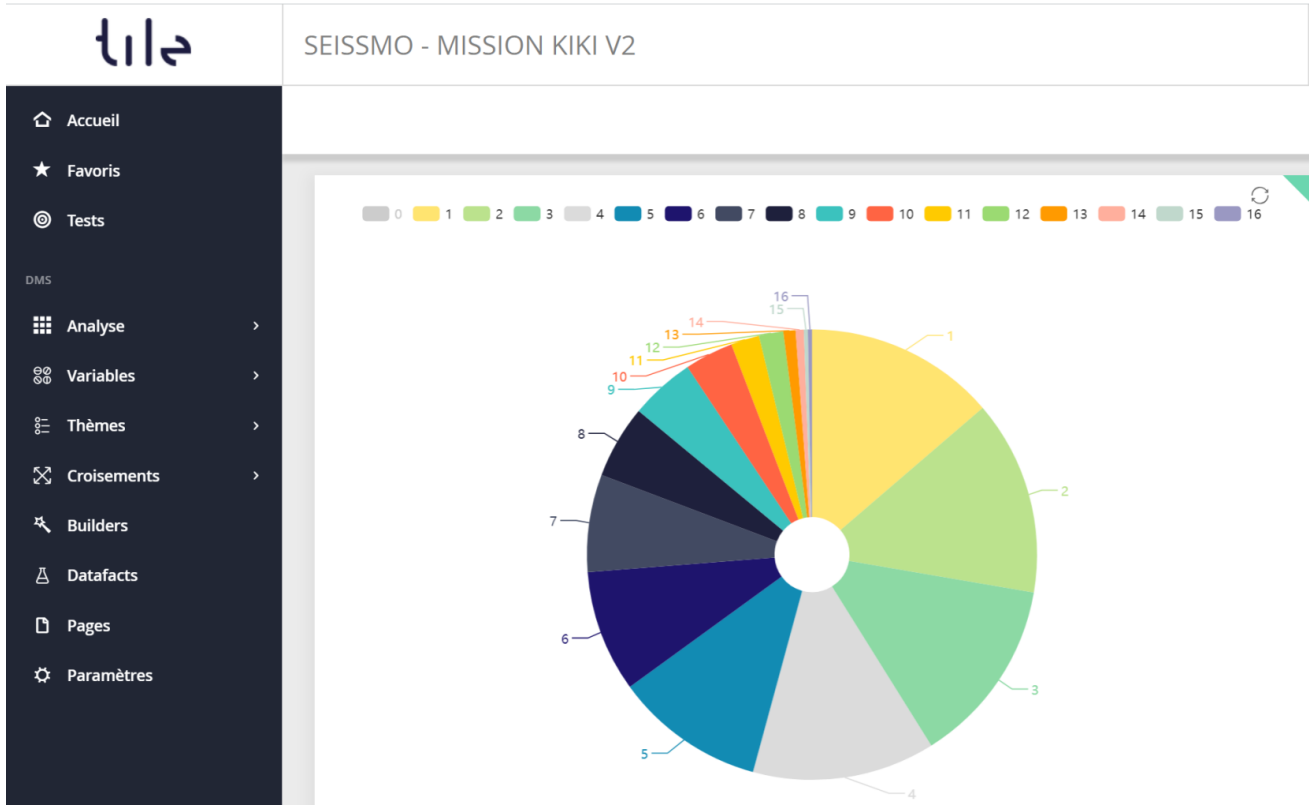 tile
SEISSMO - MISSION KIKI V2
Accueil
Favoris
Tests
DMS
Analyse
Variables
Thèmes
Croisements
Builders
Datafacts
Pages
Paramètres
0 1 2 3 4 5 6 7 8 9 10 11 12 13 14 15 16
16
15
14
13
12
11
10
9
8
7
6
5
4
3
2
1